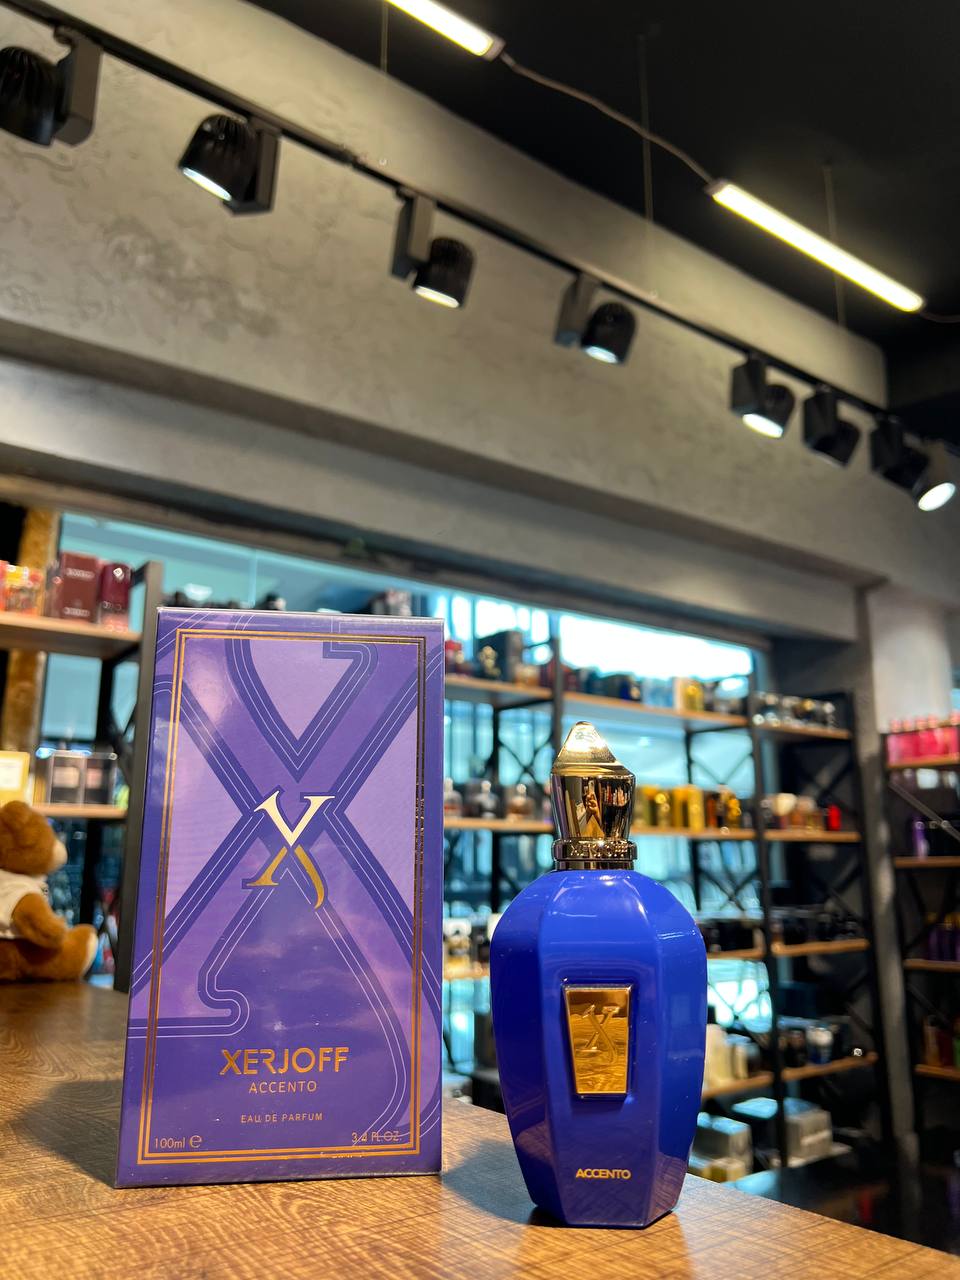 X
XERJOFF
ACCENTO
EAU DE PARFUM
100ml e
3.4 FL.OZ.
X
ACCENTO